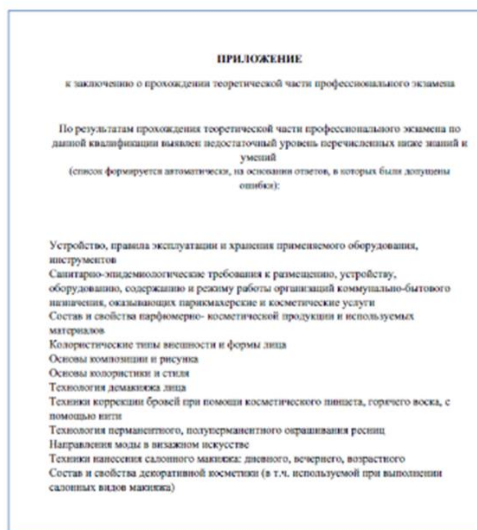 ПРИЛОЖЕНИЕ
к заключению о прохождении теоретической части профессионального экзамена
По результатам прохождения теоретической части профессионального экзамена по
данной квалификации выявлен недостаточный уровень перечисленных ниже знаний и
умений
(список формируется автоматически, на основании ответов, в которых были допущены
ошибки):
Устройство, правила эксплуатации и хранения применяемого оборудования,
инструментов
Санитарно-эпидемиологические требования к размещению, устройству,
оборудованию, содержанию и режиму работы организаций коммунально-бытового
назначения, оказывающих парикмахерские и косметические услуги
Состав и свойства парфюмерно- косметической продукции и используемых
материалов
Колористические типы внешности и формы лица
Основы композиции и рисунка
Основы колористики и стиля
Технология демакияжа лица
Техники коррекции бровей при помощи косметического пинцета, горячего воска, с
помощью нити
Технология перманентного, полуперманентного окрашивания ресниц
Направления моды в визажном искусстве
Техники нанесения салонного макияжа: дневного, вечернего, возрастного
Состав и свойства декоративной косметики (в т.ч. используемой при выполнении
салонных видов макияжа)